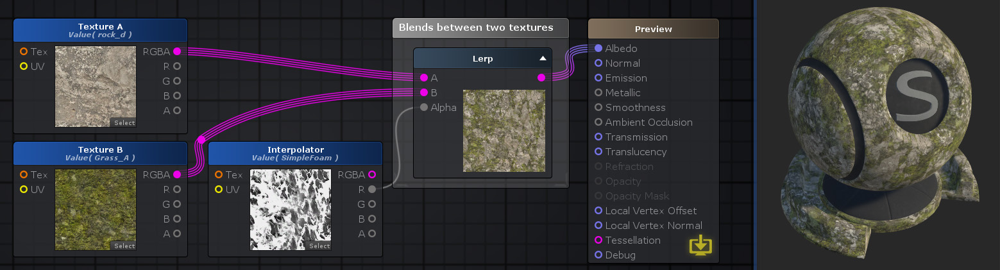 Texture A
Value( rock_d )
Tex
UV
RGBA
R
G
B
A
Select
Texture B
Value( Grass_A )
Tex
UV
RGBA
R
G
B
A
Select
Interpolator
Value( SimpleFoam )
Tex
UV
RGBA
R
G
B
A
Select
Blends between two textures
Lerp
A
B
Alpha
Preview
Albedo
Normal
Emission
Metallic
Smoothness
Ambient Occlusion
Transmission
Translucency
Refraction
Opacity
Opacity Mask
Local Vertex Offset
Local Vertex Normal
Tessellation
Debug
S